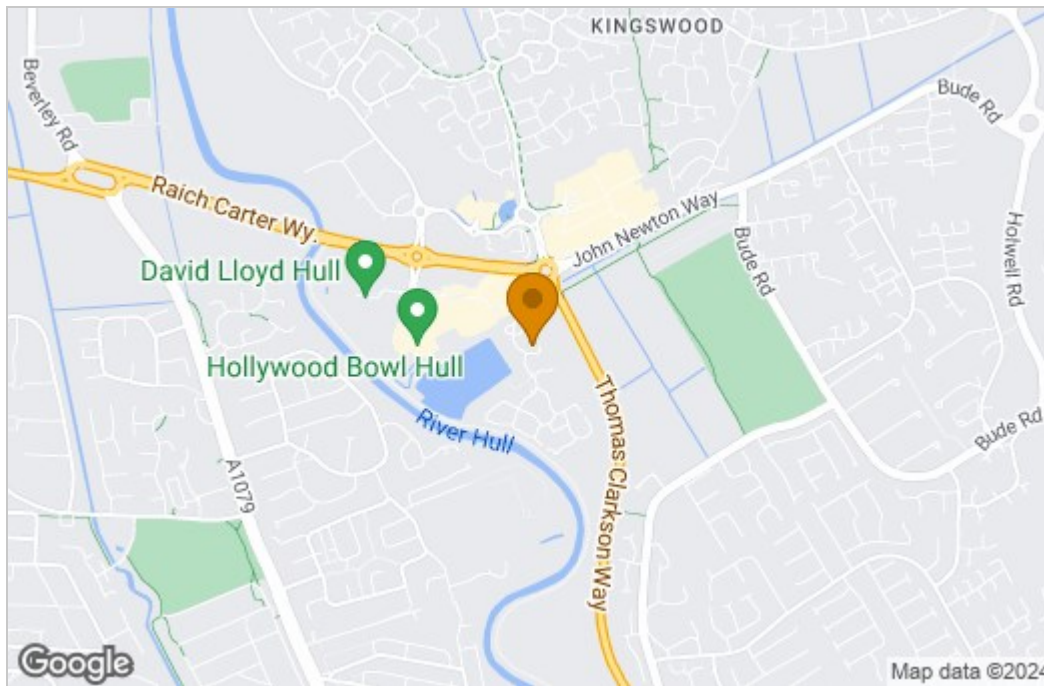 KINGSWOOD
Beverley Rd
Bude Rd
Raich Carter Wy.
John Newton Way
David Lloyd Hull
Bude Rd
Holwell Rd
Hollywood Bowl Hull
River Hull
Thomas Clarkson Way
Bude Rd
A1079
Google
Map data ©2024